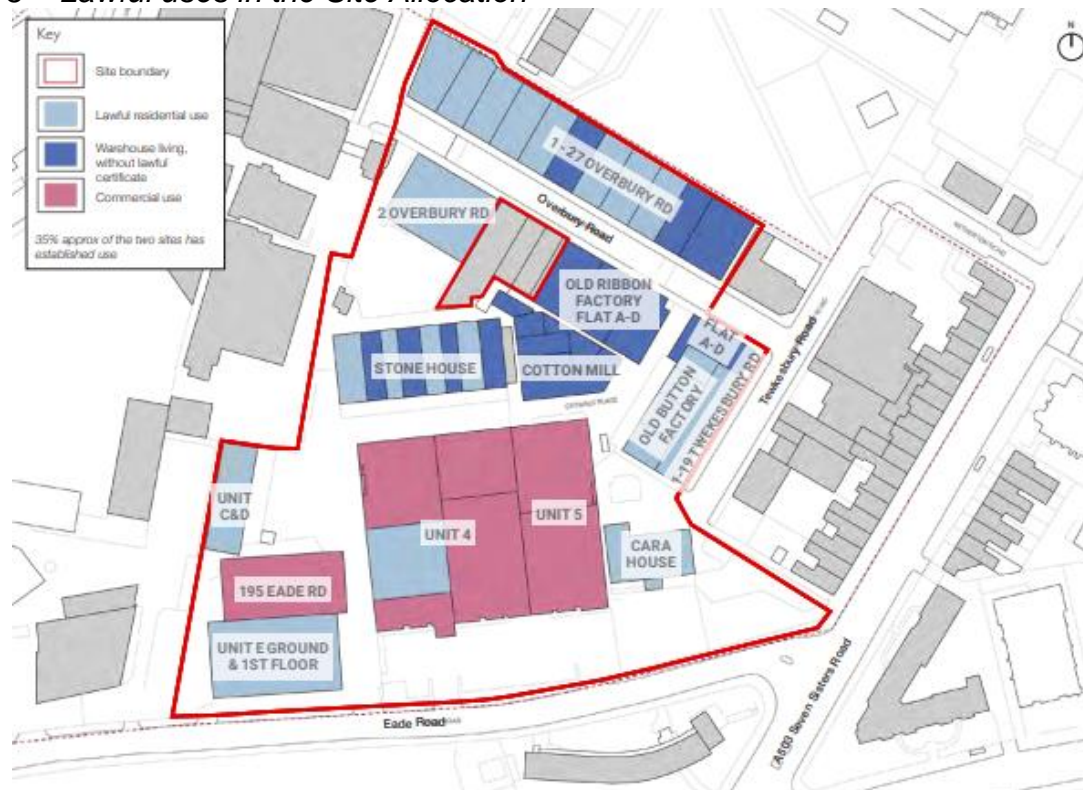 Lawful uses in the Site Allocation
Key
Site boundary
Lawful residential use
Warehouse living,
without lawful
certificate
Commercial use
35% approx of the two sites has
established use
N
1 - 27 OVERBURY RD
2 OVERBURY RD
Overbury Road
OLD RIBBON
FACTORY
FLAT A-D
FLAT
A-D
STONE HOUSE
COTTON MILL
OLD BUTTON
FACTORY
1-19 TWEKESBURY RD
Tewkesbury Road
UNIT
C&D
UNIT 4
UNIT 5
CARA
HOUSE
195 EADE RD
UNIT E GROUND
& 1ST FLOOR
Eade Road
A503 Seven Sisters Road